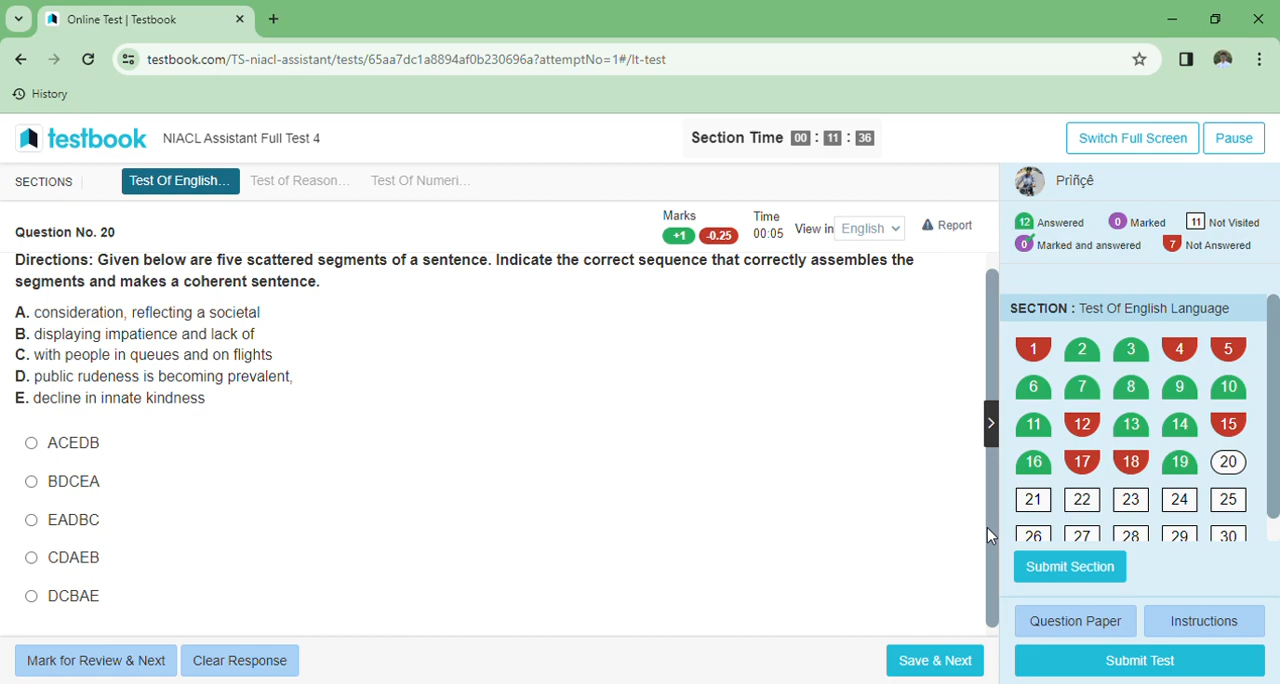 Online Test | Testbook
testbook.com/TS-niacl-assistant/tests/65aa7dc1a8894af0b230696a?attemptNo=1#/lt-test
History
testbook NIACL Assistant Full Test 4 Section Time 00 : 11 : 36 Switch Full Screen Pause
SECTIONS Test Of English... Test of Reason... Test Of Numeri...
Priñçê
Question No. 20 Marks +1 -0.25 Time 00:05 View in English Report
12 Answered 0 Marked 11 Not Visited
0 Marked and answered 7 Not Answered
Directions: Given below are five scattered segments of a sentence. Indicate the correct sequence that correctly assembles the
segments and makes a coherent sentence.
A. consideration, reflecting a societal
B. displaying impatience and lack of
C. with people in queues and on flights
D. public rudeness is becoming prevalent,
E. decline in innate kindness
ACEDB
BDCEA
EADBC
CDAEB
DCBAE
SECTION : Test Of English Language
1 2 3 4 5
6 7 8 9 10
11 12 13 14 15
16 17 18 19 20
21 22 23 24 25
26 27 28 29 30
Submit Section
Question Paper Instructions
Mark for Review & Next Clear Response Save & Next Submit Test